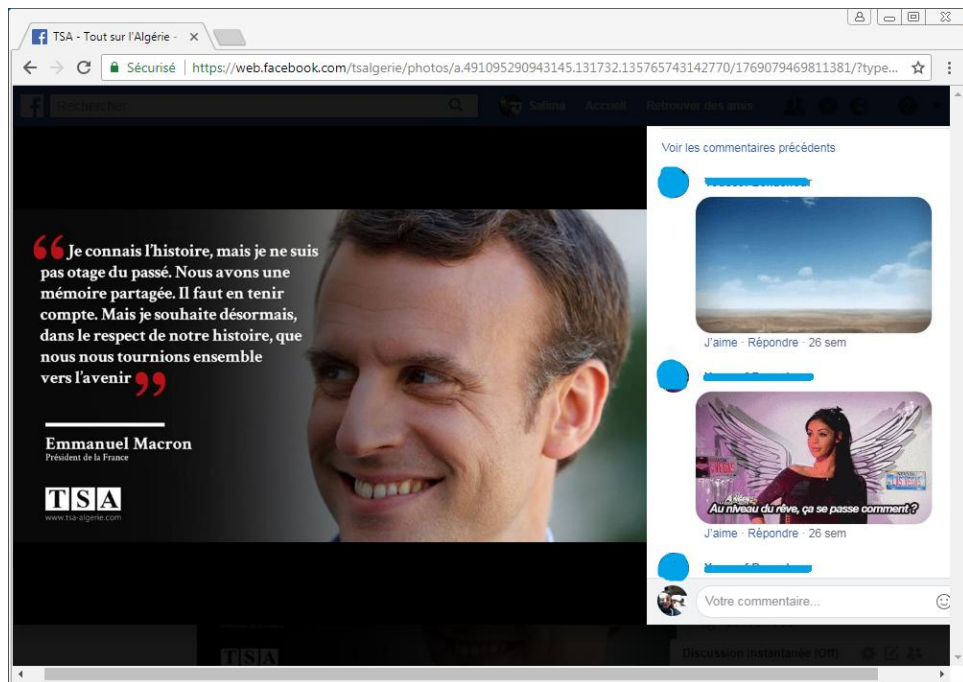 TSA - Tout sur l'Algérie -
Sécurisé | https://web.facebook.com/tsalgerie/photos/a.491095290943145.131732.135765743142770/1769079469811381/?type...
Rechercher
Salima Accueil Retrouver des amis
Je connais l'histoire, mais je ne suis
pas otage du passé. Nous avons une
mémoire partagée. Il faut en tenir
compte. Mais je souhaite désormais,
dans le respect de notre histoire, que
nous nous tournions ensemble
vers l'avenir
Emmanuel Macron
Président de la France
TSA
www.tsa-algerie.com
Voir les commentaires précédents
J'aime · Répondre · 26 sem
LAS VEGAS
Au niveau du rêve, ça se passe comment ?
J'aime · Répondre · 26 sem
Votre commentaire...
TSA
Discussion instantanée (Off)